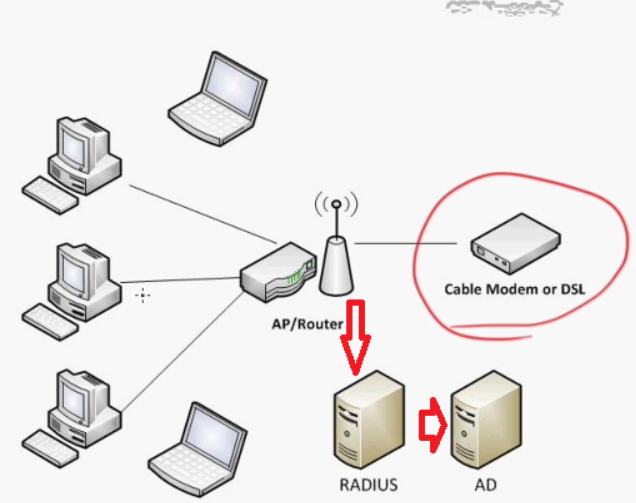 AP/Router
Cable Modem or DSL
RADIUS
AD